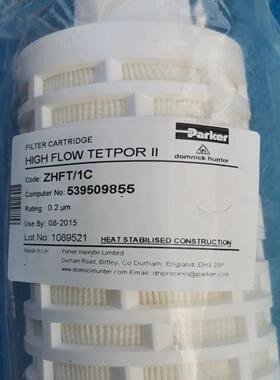 Parker
domnick hunter
FILTER CARTRIDGE
HIGH FLOW TETPOR II
Code: ZHFT/1C
Computer No: 539509855
Rating: 0.2 µm
Use By: 08-2015
Lot No: 1089521 HEAT STABILISED CONSTRUCTION
Made in UK Parker Hannifin Limited
Durham Road, Birtley, Co Durham, England, DH3 2SF
www.domnickhunter.com Email: dhprocess@parker.com